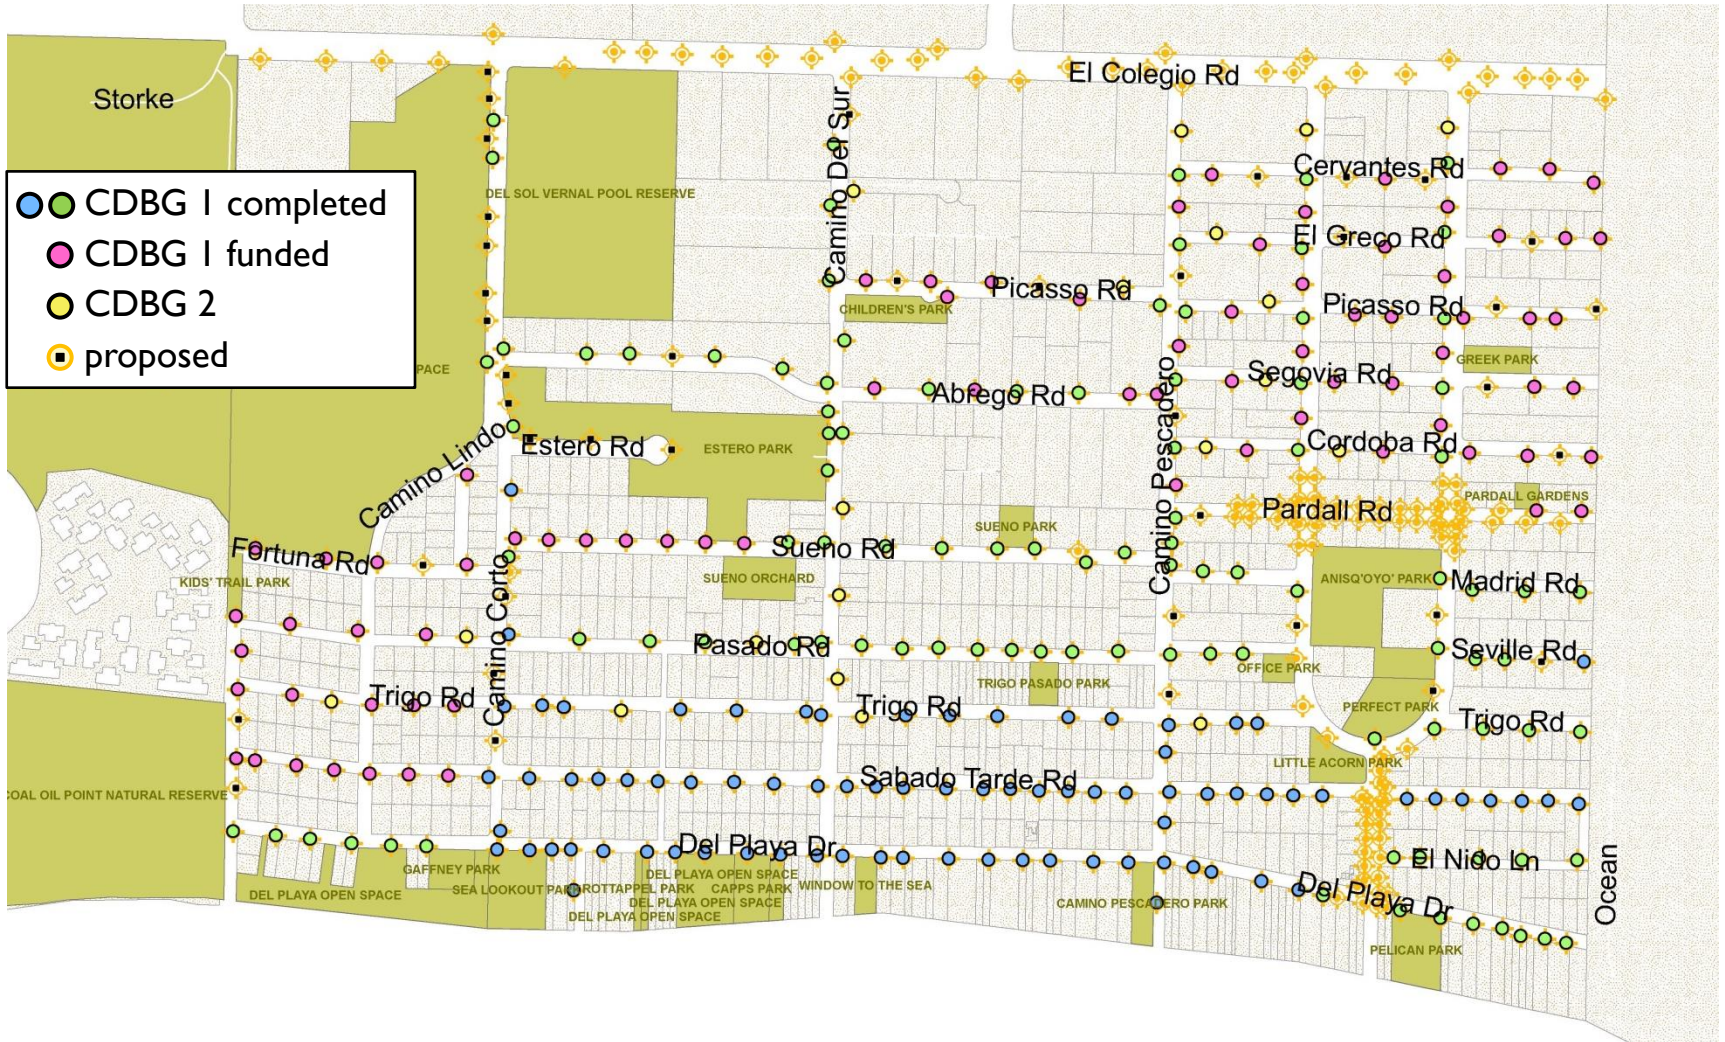 El Colegio Rd
Storke
Camino Del Sur
Cervantes Rd
DEL SOL VERNAL POOL RESERVE
CDBG 1 completed
CDBG 1 funded
CDBG 2
proposed
El Greco Rd
Picasso Rd
Picasso Rd
CHILDREN'S PARK
GREEK PARK
PACE
Segovia Rd
Abrego Rd
Camino Pescadero
Camino Lindo
Estero Rd
ESTERO PARK
Cordoba Rd
PARDALL GARDENS
Pardall Rd
SUENO PARK
Fortuna Rd
Sueno Rd
KIDS' TRAIL PARK
SUENO ORCHARD
ANISQ'OYO' PARK
Madrid Rd
Camino Corto
Pasado Rd
Seville Rd
OFFICE PARK
TRIGO PASADO PARK
Trigo Rd
Trigo Rd
PERFECT PARK
Trigo Rd
LITTLE ACORN PARK
Sabado Tarde Rd
COAL OIL POINT NATURAL RESERVE
Del Playa Dr
El Nido Ln
GAFFNEY PARK
DEL PLAYA OPEN SPACE
SEA LOOKOUT PARK
ROTTAPPEL PARK
CAPPS PARK
WINDOW TO THE SEA
DEL PLAYA OPEN SPACE
DEL PLAYA OPEN SPACE
DEL PLAYA OPEN SPACE
CAMINO PESCADERO PARK
Del Playa Dr
Ocean
PELICAN PARK